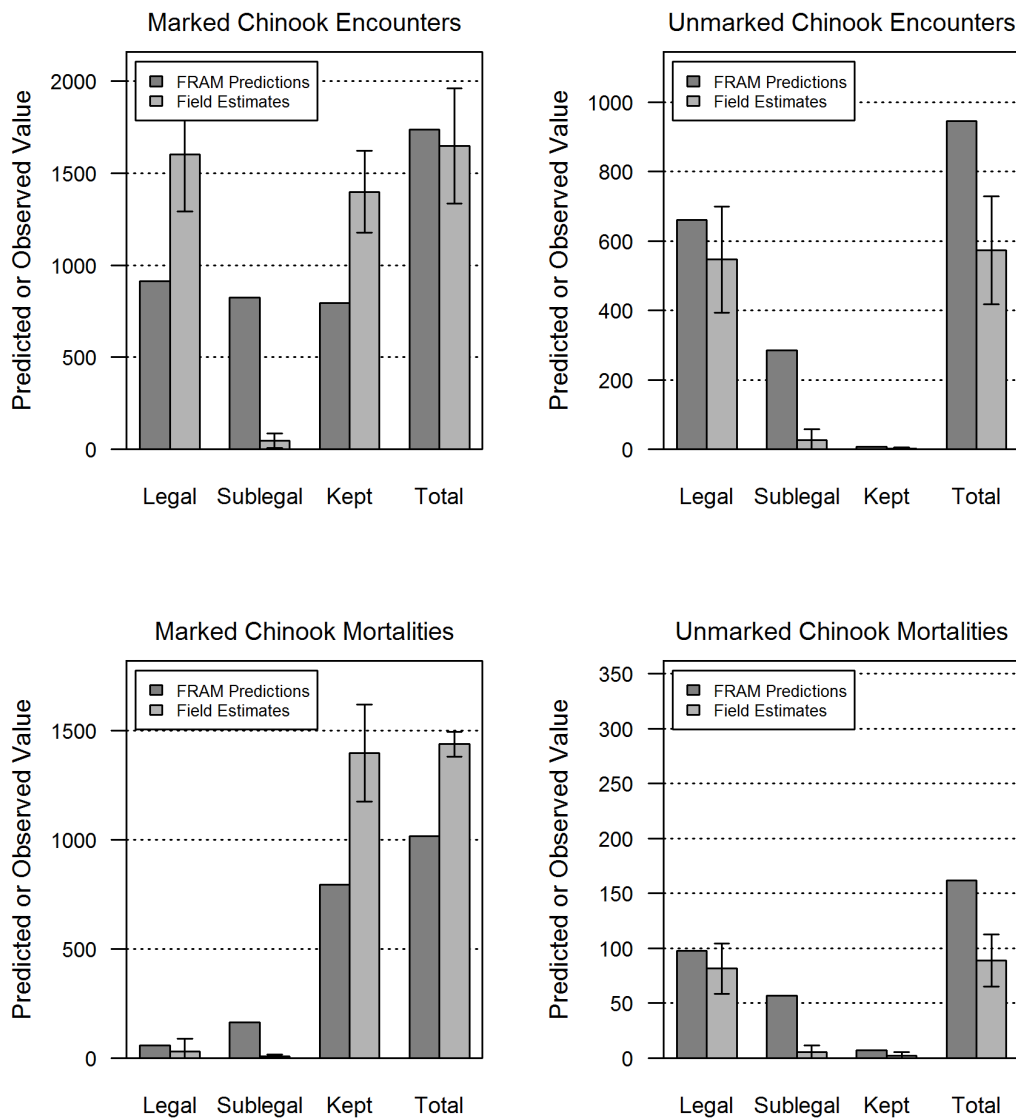 Marked Chinook Encounters
Predicted or Observed Value
2000
1500
1000
500
0
FRAM Predictions
Field Estimates
Legal Sublegal Kept Total
Unmarked Chinook Encounters
Predicted or Observed Value
1000
800
600
400
200
0
FRAM Predictions
Field Estimates
Legal Sublegal Kept Total
Marked Chinook Mortalities
Predicted or Observed Value
1500
1000
500
0
FRAM Predictions
Field Estimates
Legal Sublegal Kept Total
Unmarked Chinook Mortalities
Predicted or Observed Value
350
300
250
200
150
100
50
0
FRAM Predictions
Field Estimates
Legal Sublegal Kept Total